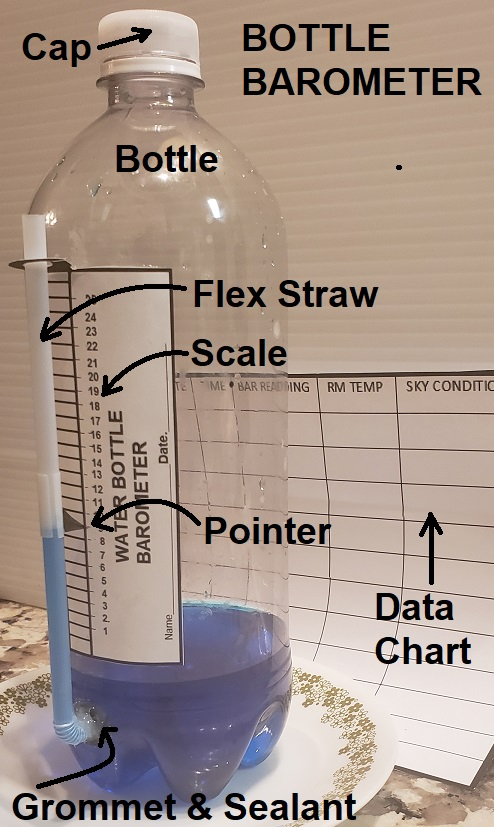 Cap
BOTTLE
BAROMETER
Bottle
Flex Straw
Scale
24
23
22
21
20
19
18
17
16
15
14
13
12
11
8
7
6
5
4
3
2
1
WATER BOTTLE
BAROMETER
Date.
Name
BAR READING
RM TEMP
SKY CONDITIC
Pointer
Data
Chart
Grommet & Sealant